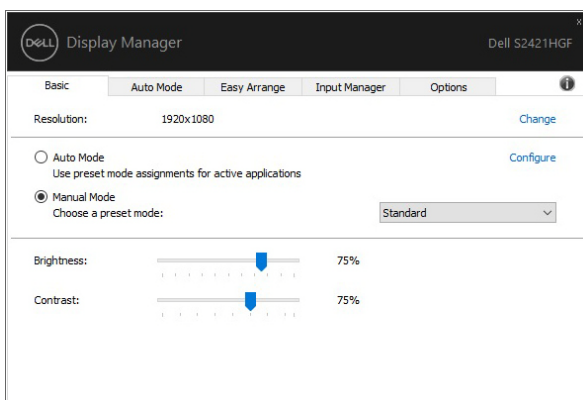 x
DELL Display Manager Dell S2421HGF
Basic Auto Mode Easy Arrange Input Manager Options i
Resolution: 1920x1080 Change
Auto Mode Configure
Use preset mode assignments for active applications
Manual Mode
Choose a preset mode: Standard
Brightness: 75%
Contrast: 75%